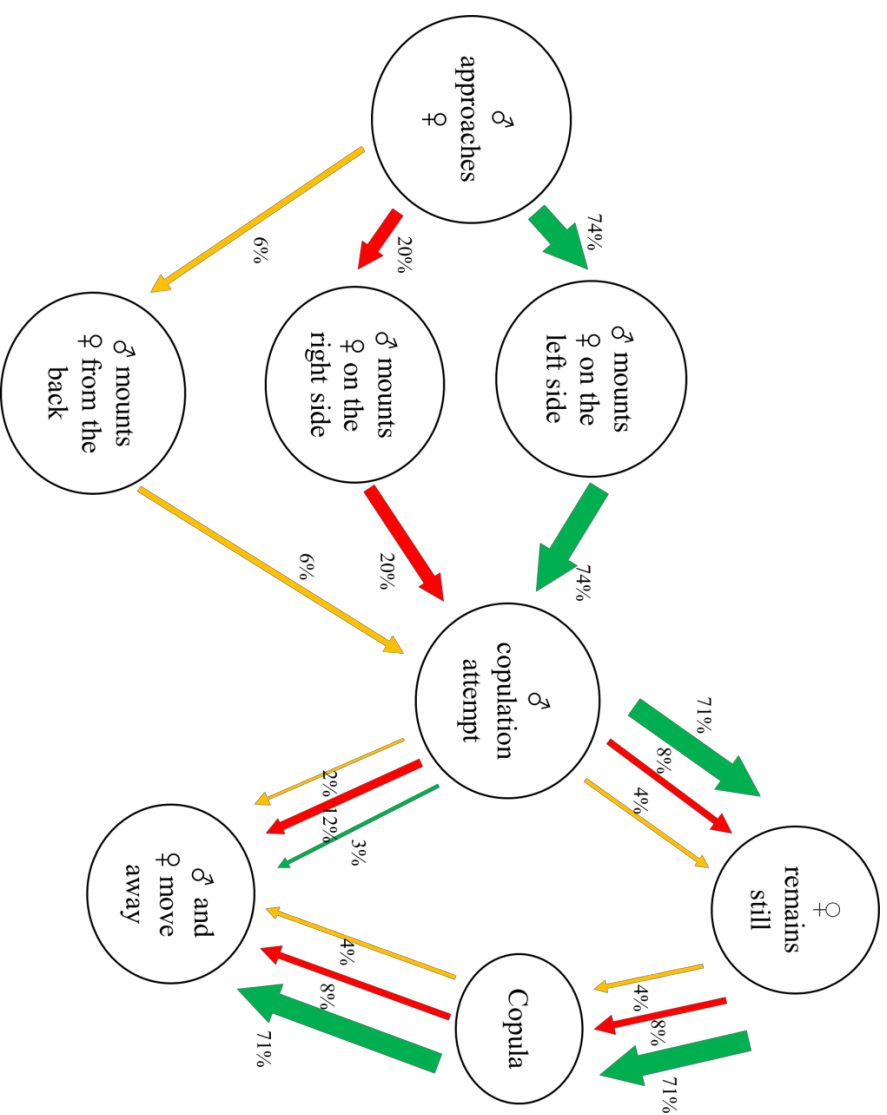 ♂
approaches
♀
74%
20%
6%
♂ mounts
♀ on the
left side
♂ mounts
♀ on the
right side
♂ mounts
♀ from the
back
74%
20%
6%
♂
copulation
attempt
71%
8%
4%
2%
12%
3%
♀
remains
still
4%
8%
71%
Copula
4%
8%
71%
♂ and
♀ move
away